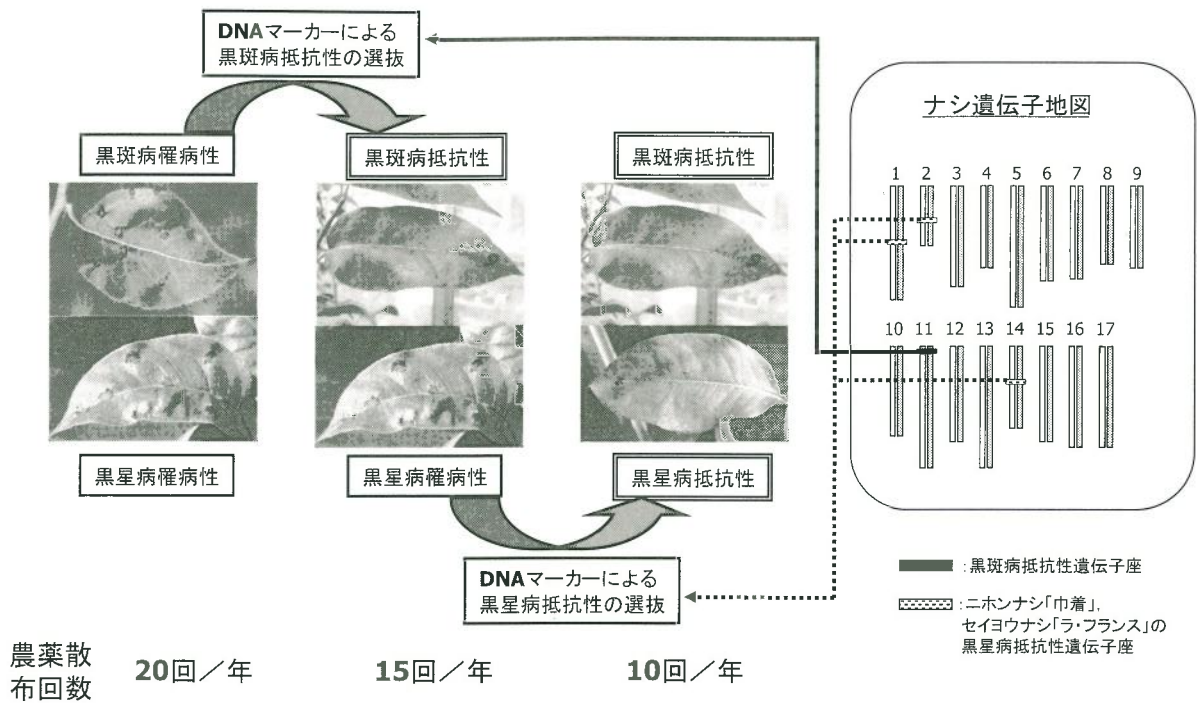 DNAマーカーによる
黒斑病抵抗性の選抜
黒斑病罹病性
黒斑病抵抗性
黒斑病抵抗性
黒星病罹病性
黒星病罹病性
黒星病抵抗性
DNAマーカーによる
黒星病抵抗性の選抜
農薬散
布回数
20回／年
15回／年
10回／年
ナシ遺伝子地図
1 2 3 4 5 6 7 8 9
10 11 12 13 14 15 16 17
:黒斑病抵抗性遺伝子座
:ニホンナシ「巾着」,
セイヨウナシ「ラ・フランス」の
黒星病抵抗性遺伝子座